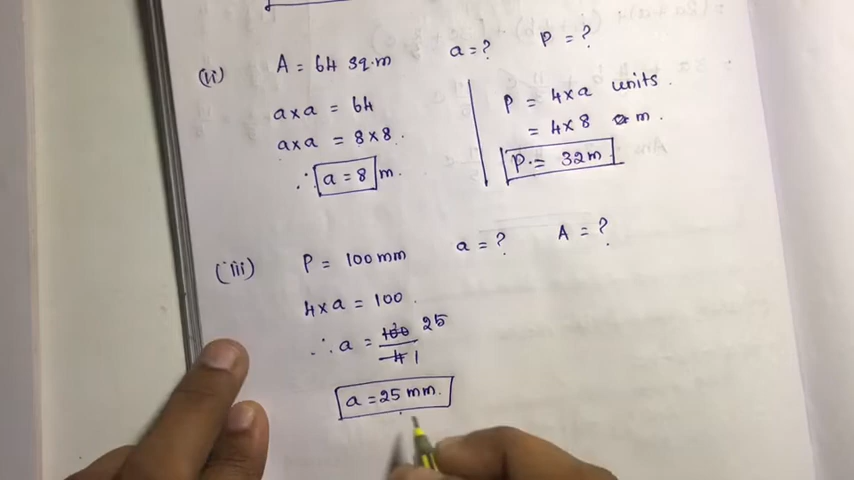 (ii) A = 64 sq.m a = ? P = ?
a x a = 64
a x a = 8 x 8.
∴ a = 8 m.
P = 4 x a units.
= 4 x 8 m.
P = 32m
(iii) P = 100 mm a = ? A = ?
4 x a = 100.
∴ a = 100/4 25 1
a = 25 mm.